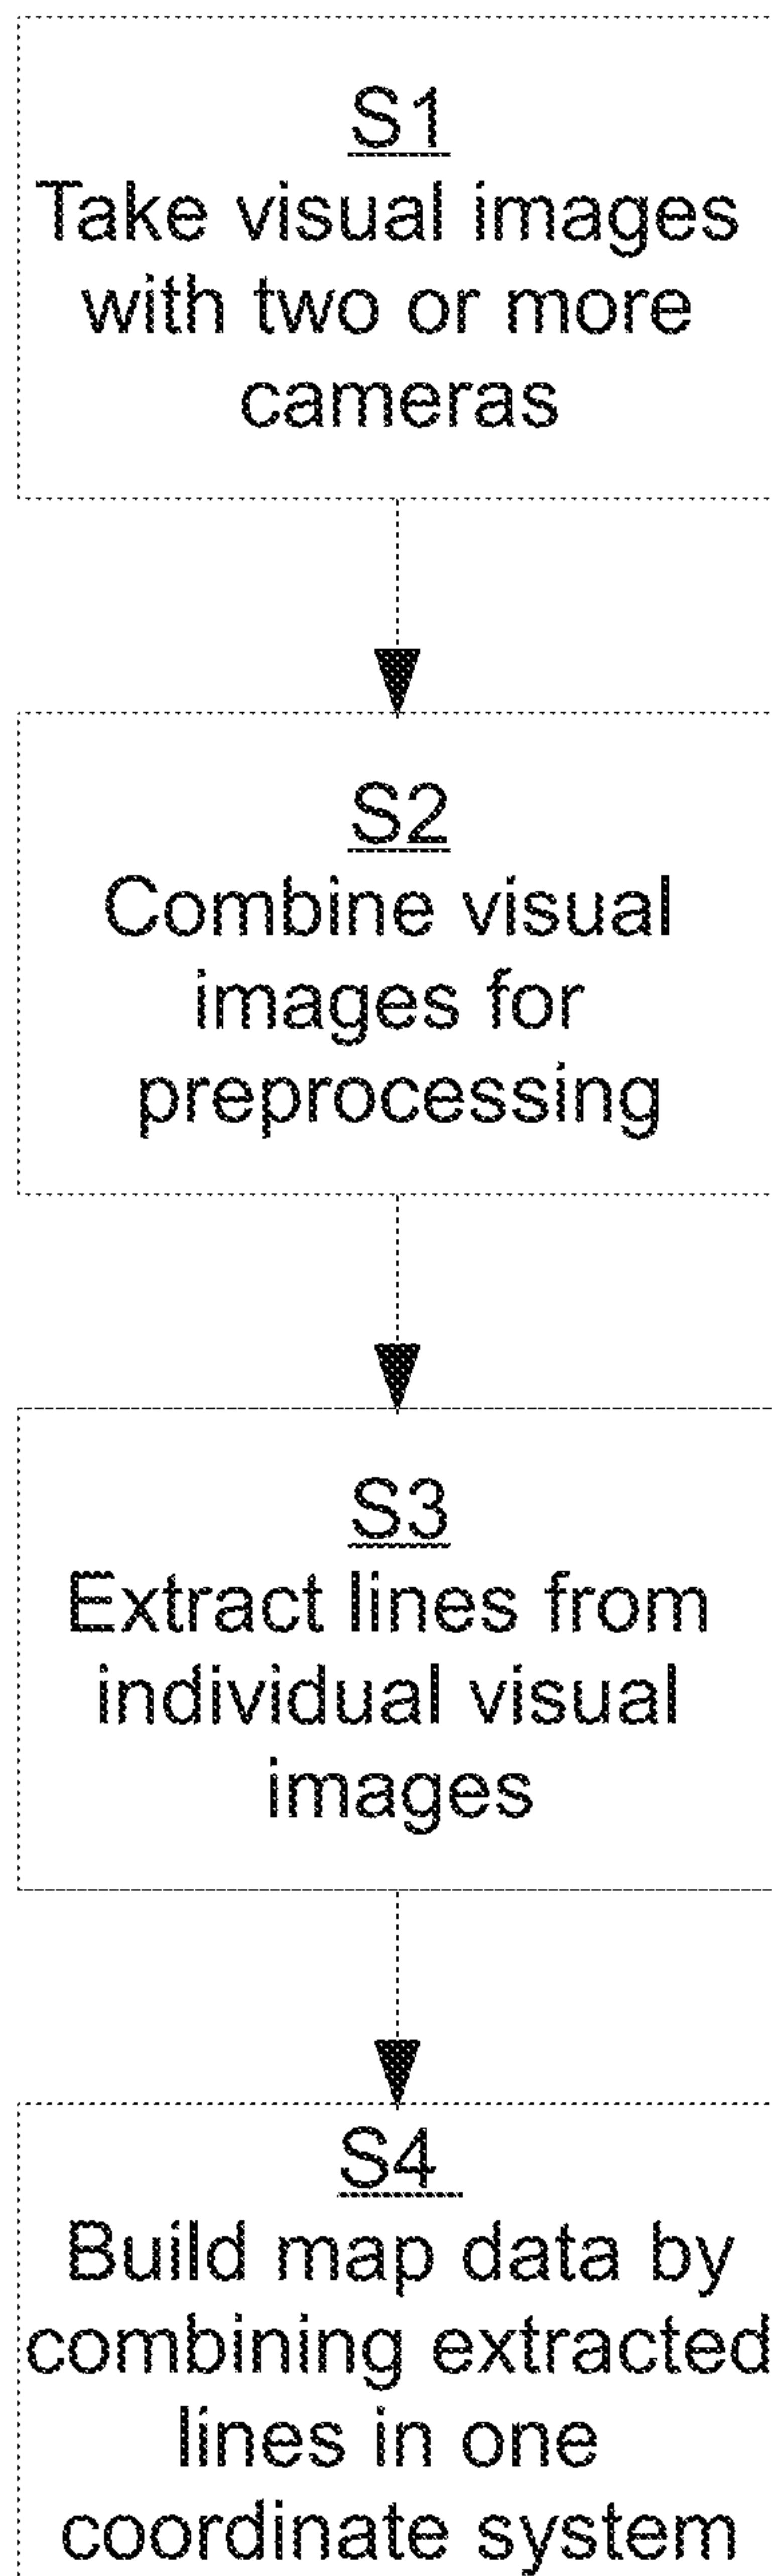 S1
Take visual images
with two or more
cameras
S2
Combine visual
images for
preprocessing
S3
Extract lines from
individual visual
images
S4
Build map data by
combining extracted
lines in one
coordinate system